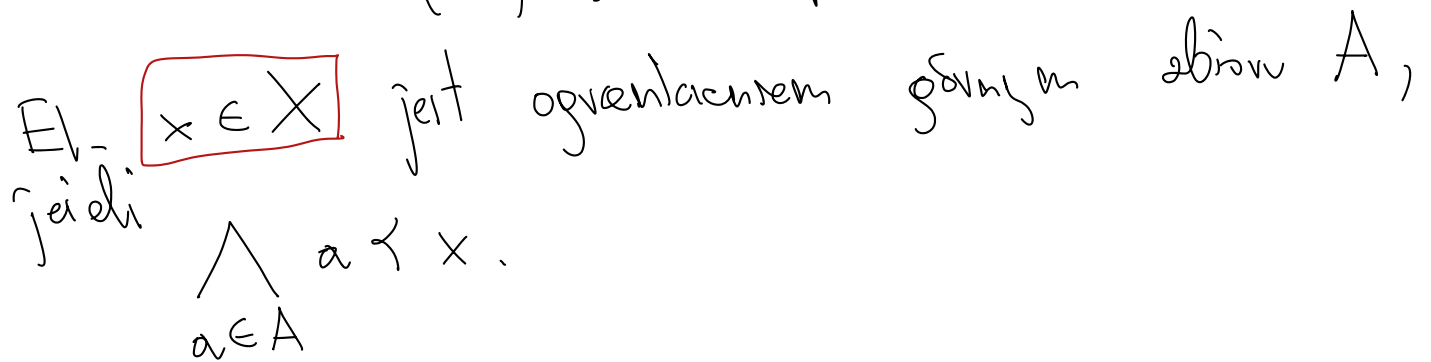 El. x ∈ X jest ograniczeniem górnym zbioru A,
jeżeli
⋀ a ≺ x.
a∈A